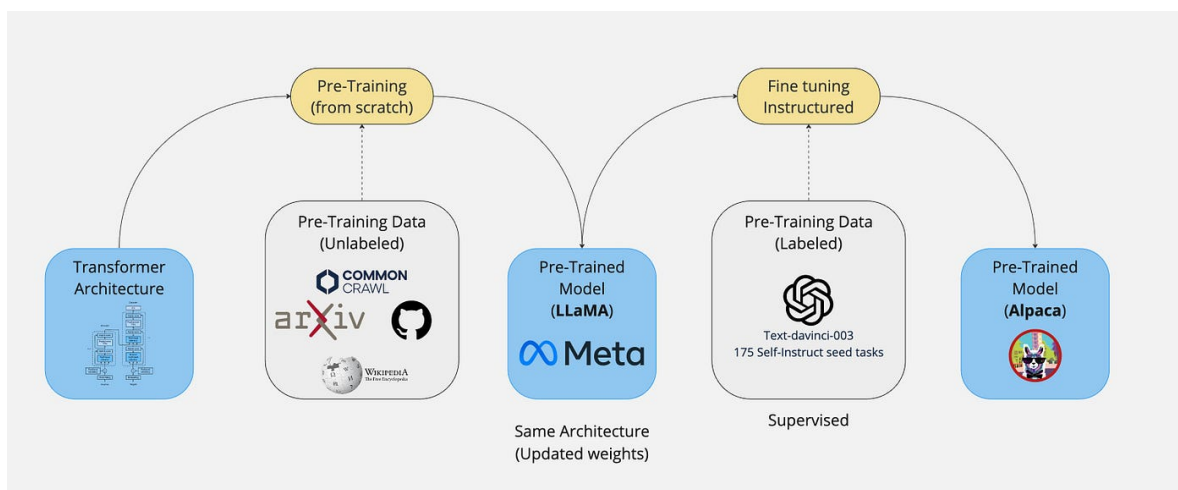 Pre-Training
(from scratch)
Fine tuning
Instructured
Transformer
Architecture
Pre-Training Data
(Unlabeled)
COMMON
CRAWL
arXiv
WIKIPEDIA
The Free Encyclopedia
Pre-Trained
Model
(LLaMA)
Meta
Same Architecture
(Updated weights)
Pre-Training Data
(Labeled)
Text-davinci-003
175 Self-Instruct seed tasks
Supervised
Pre-Trained
Model
(Alpaca)